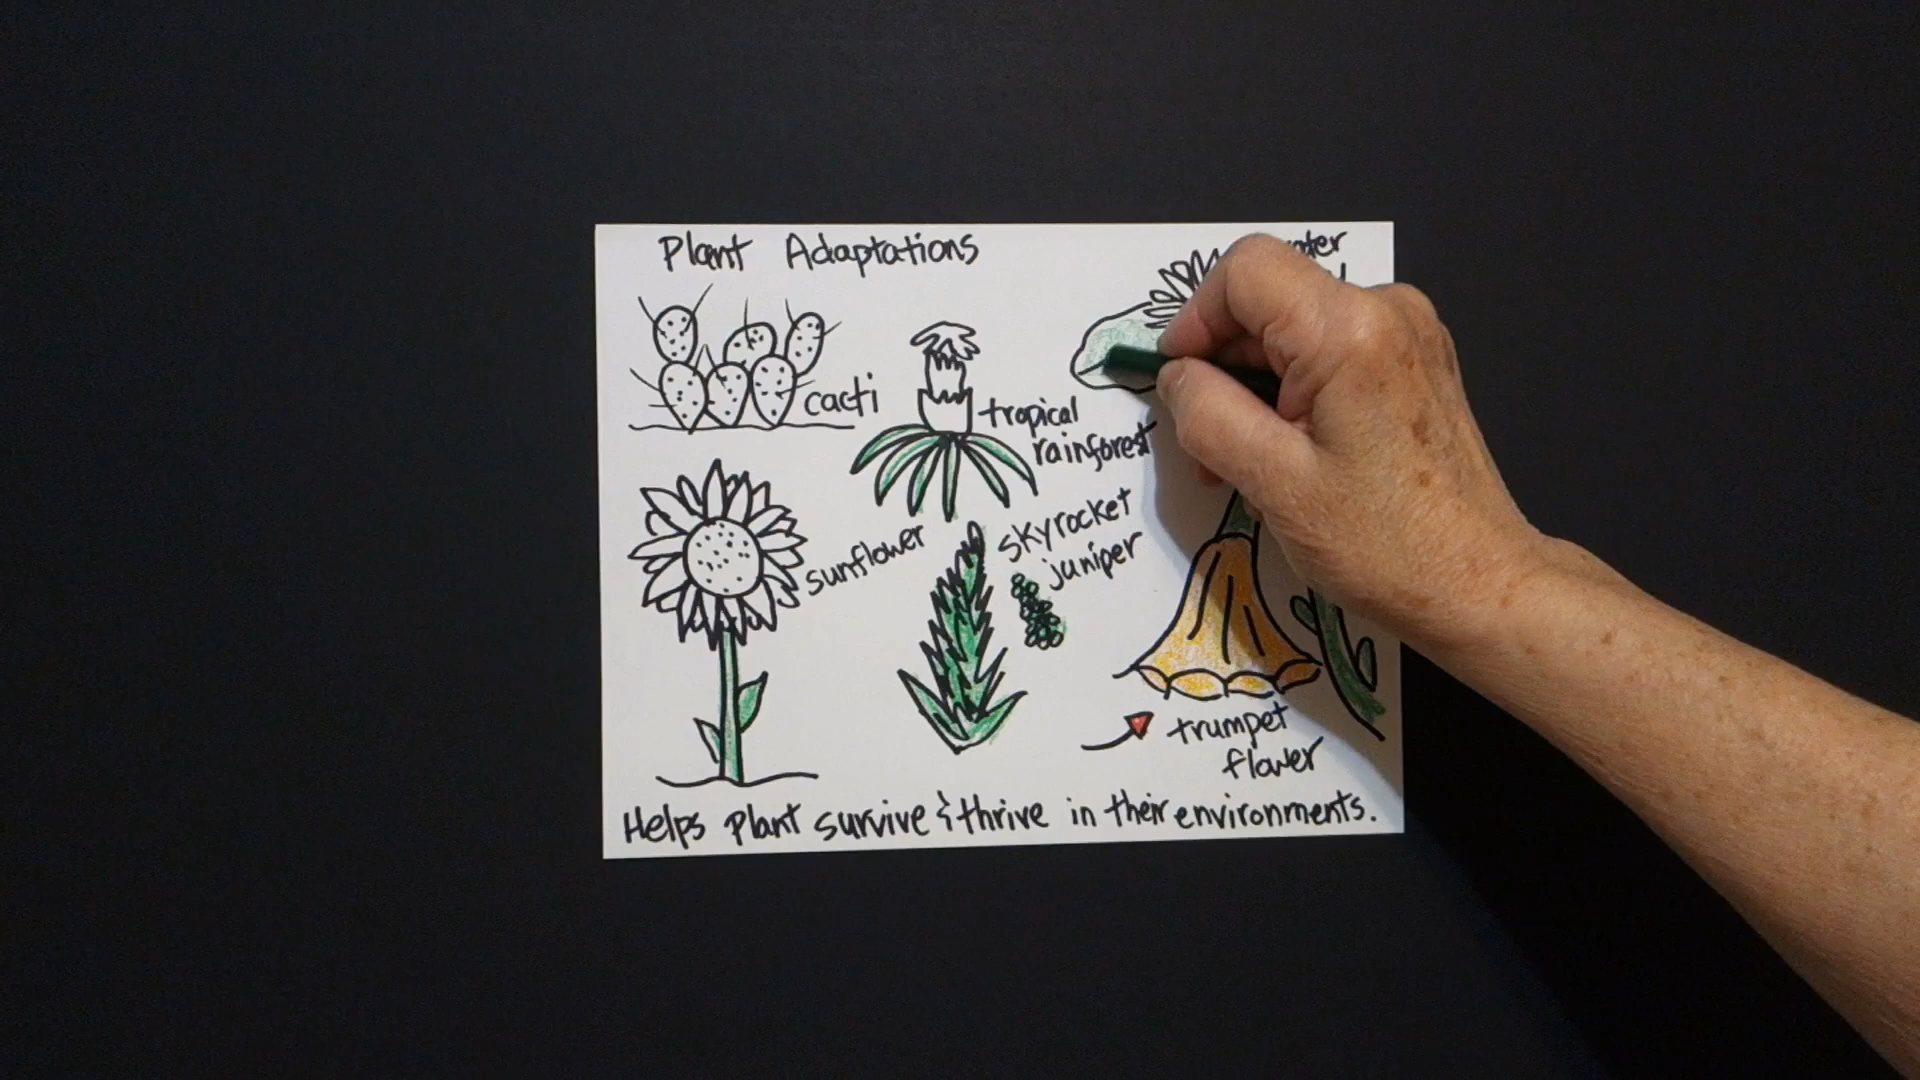 Plant Adaptations
cacti
tropical
rainforest
sunflower
skyrocket
juniper
trumpet
flower
Helps plant survive & thrive in their environments.